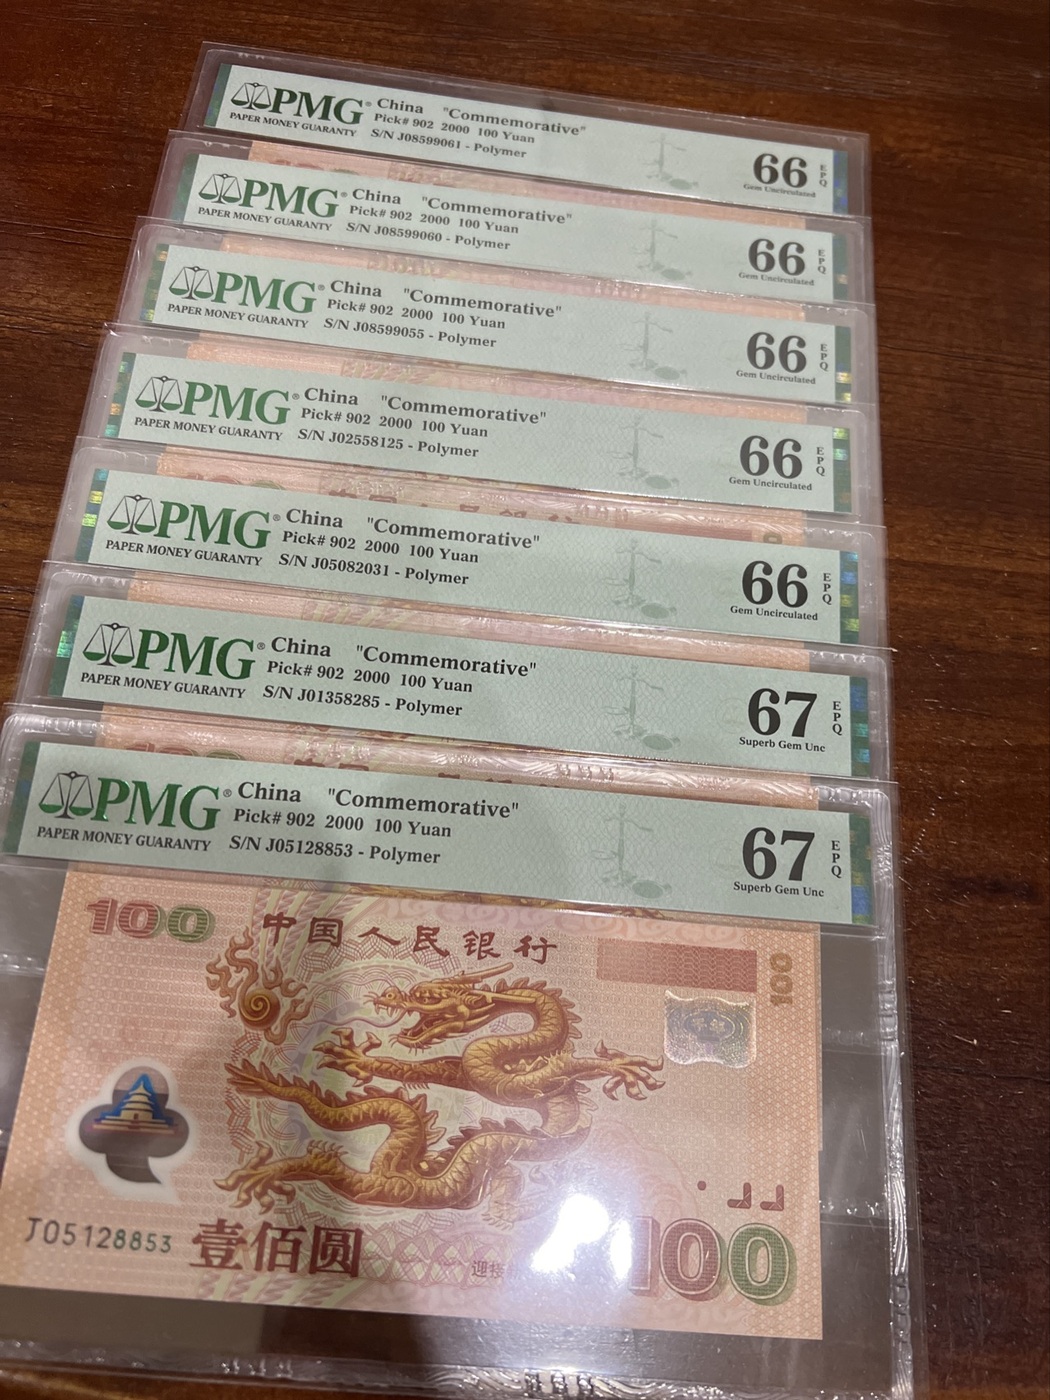 PMG® China "Commemorative"
Pick# 902 2000 100 Yuan
PAPER MONEY GUARANTY S/N J08599061 - Polymer
66 EPQ
Gem Uncirculated
PMG® China "Commemorative"
Pick# 902 2000 100 Yuan
PAPER MONEY GUARANTY S/N J08599060 - Polymer
66 EPQ
Gem Uncirculated
PMG® China "Commemorative"
Pick# 902 2000 100 Yuan
PAPER MONEY GUARANTY S/N J08599055 - Polymer
66 EPQ
Gem Uncirculated
PMG® China "Commemorative"
Pick# 902 2000 100 Yuan
PAPER MONEY GUARANTY S/N J02558125 - Polymer
66 EPQ
Gem Uncirculated
PMG® China "Commemorative"
Pick# 902 2000 100 Yuan
PAPER MONEY GUARANTY S/N J05082031 - Polymer
66 EPQ
Gem Uncirculated
PMG® China "Commemorative"
Pick# 902 2000 100 Yuan
PAPER MONEY GUARANTY S/N J01358285 - Polymer
67 EPQ
Superb Gem Unc
PMG® China "Commemorative"
Pick# 902 2000 100 Yuan
PAPER MONEY GUARANTY S/N J05128853 - Polymer
67 EPQ
Superb Gem Unc
100 中国人民银行
100
J05128853 壹佰圆 迎接 100